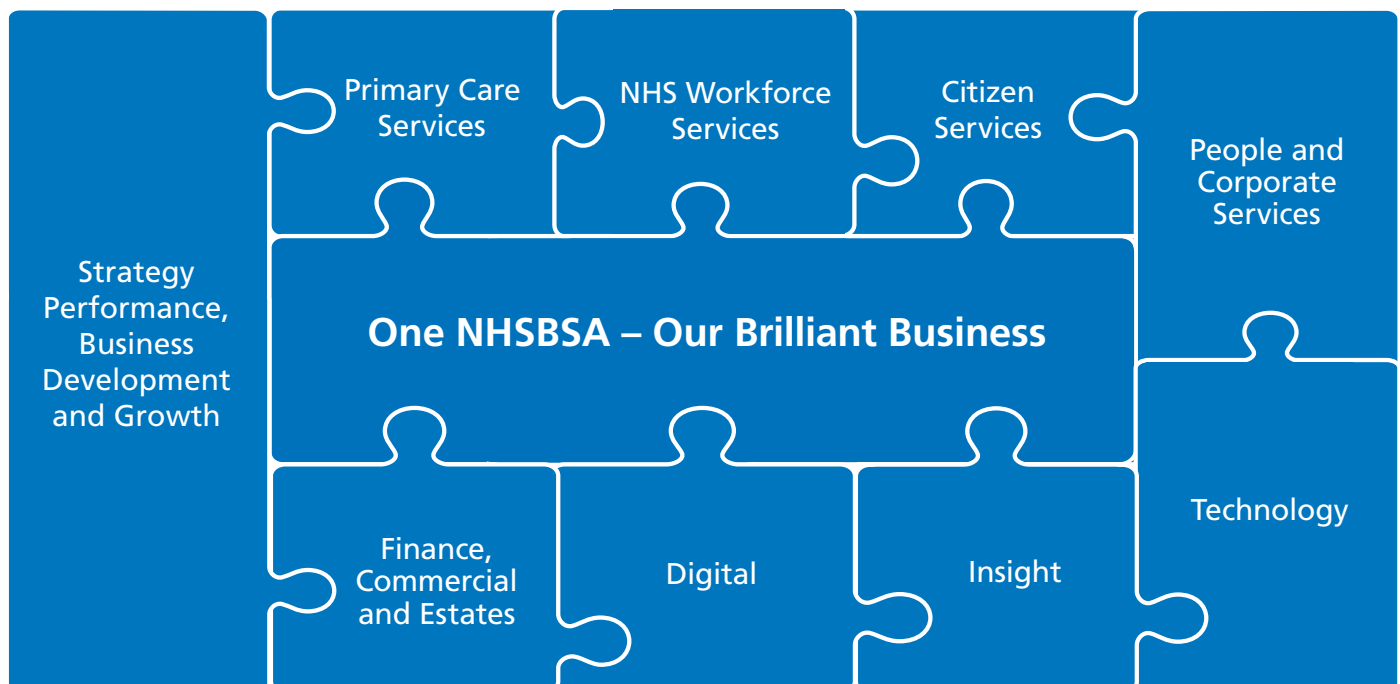 Primary Care
Services
NHS Workforce
Services
Citizen
Services
People and
Corporate
Services
Strategy
Performance,
Business
Development
and Growth
One NHSBSA – Our Brilliant Business
Finance,
Commercial
and Estates
Digital
Insight
Technology